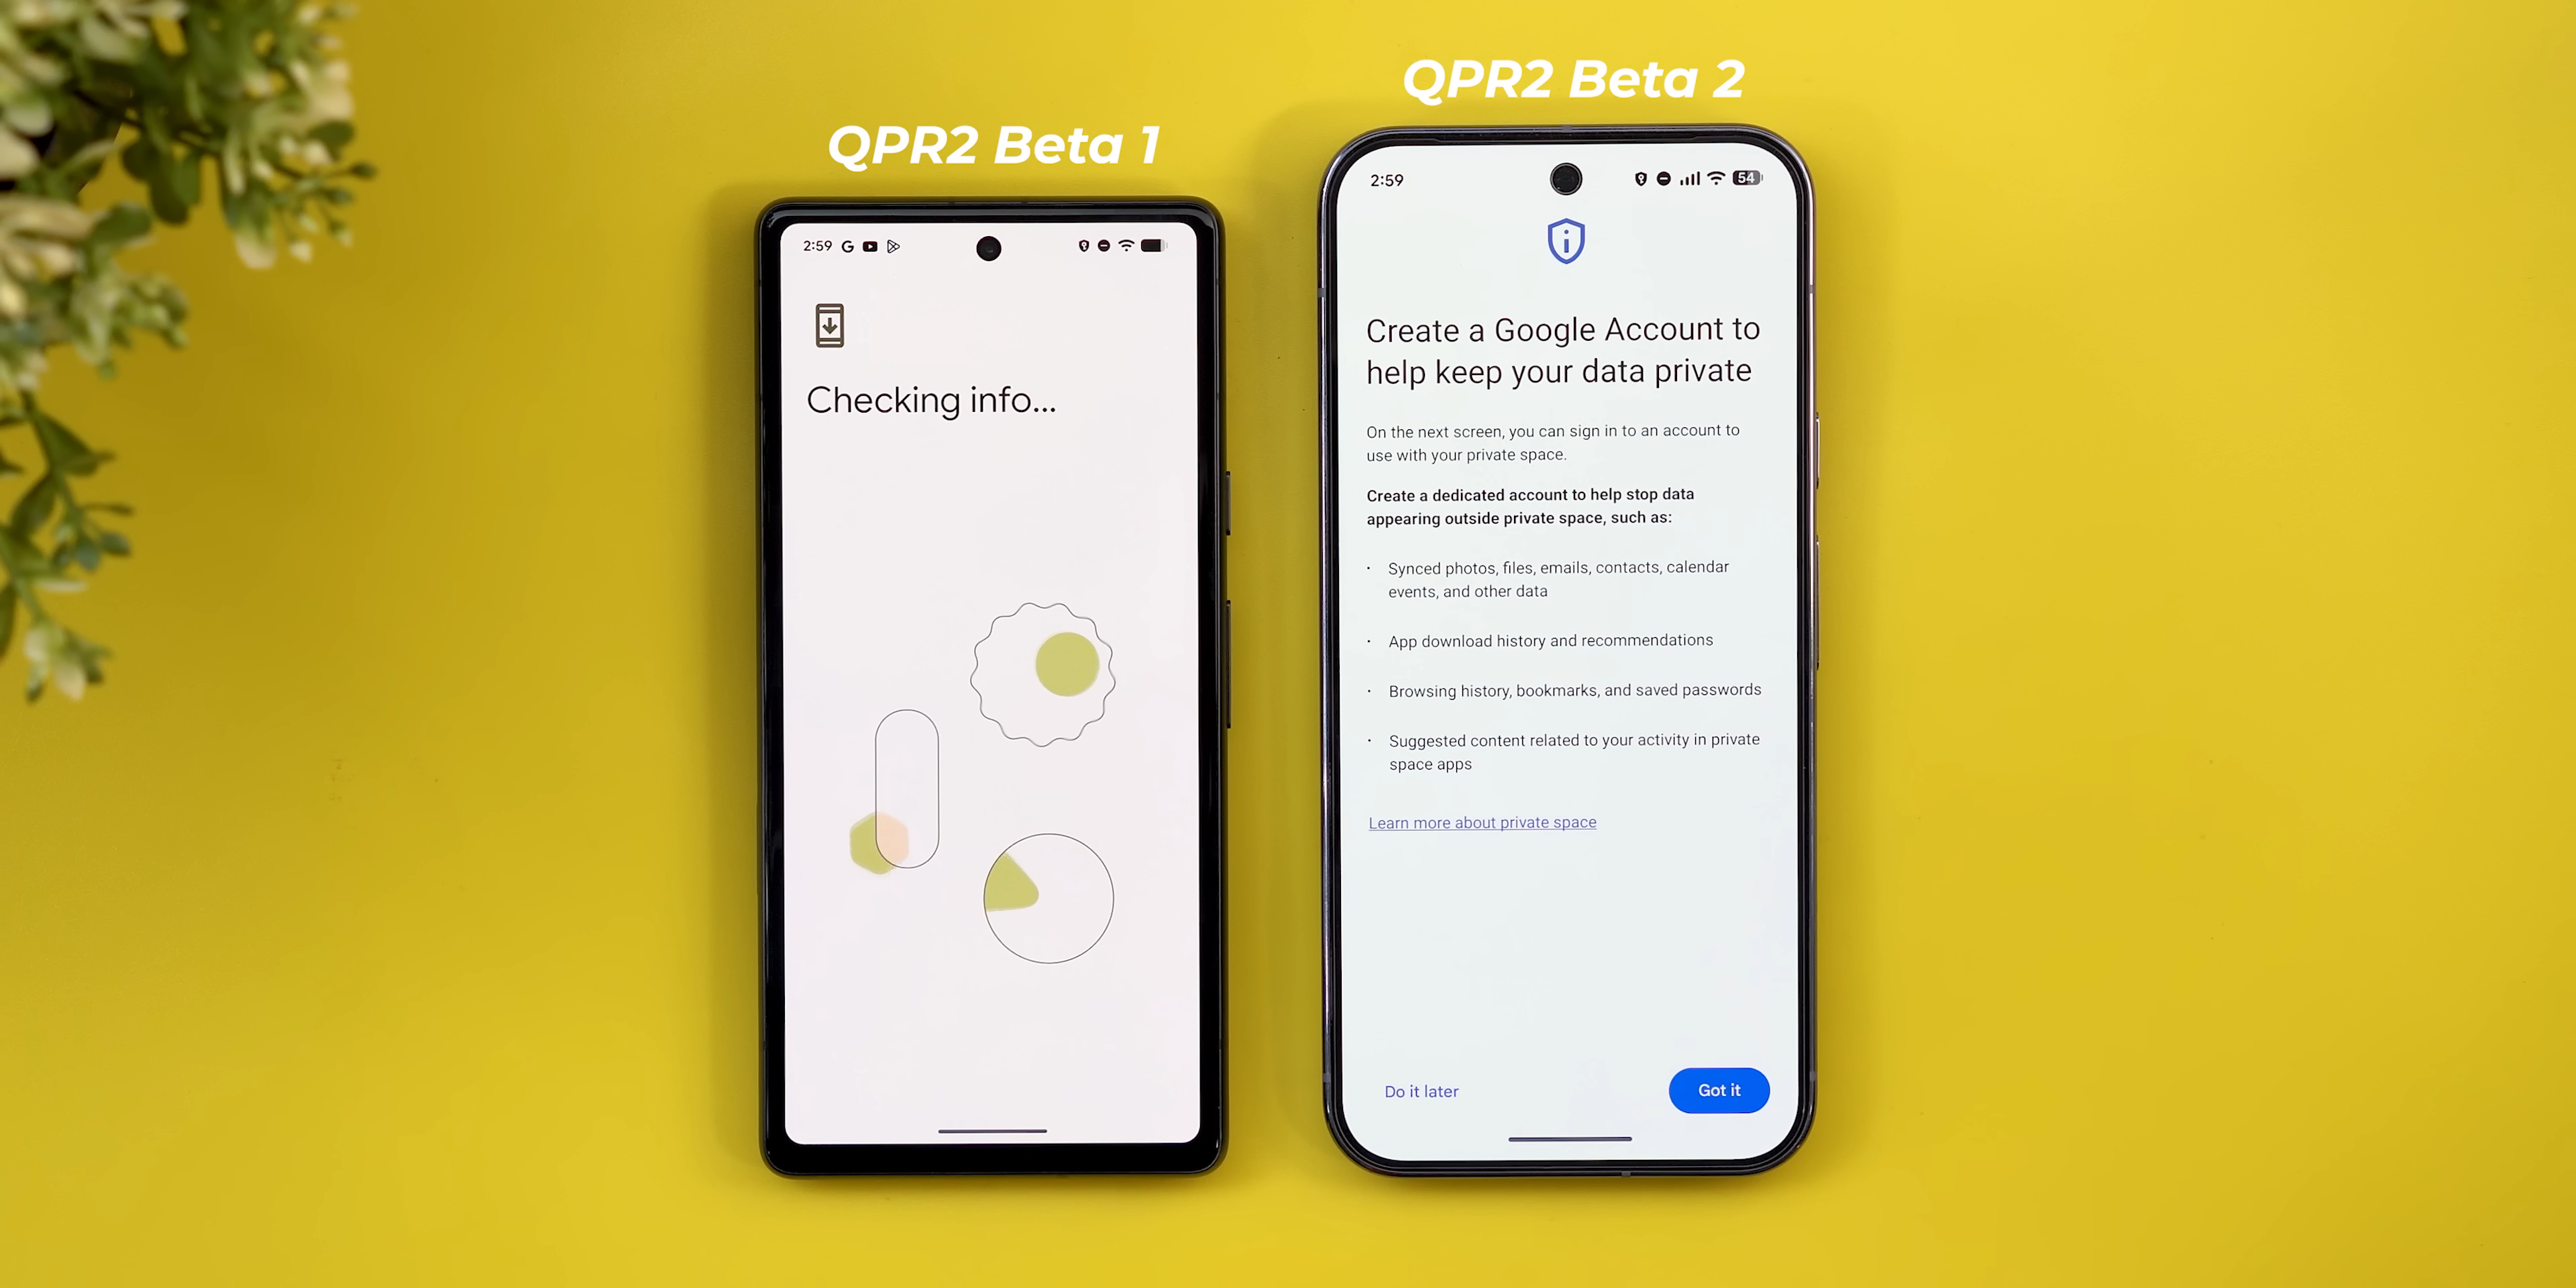 QPR2 Beta 1
2:59
Checking info...
QPR2 Beta 2
2:59
54
Create a Google Account to
help keep your data private
On the next screen, you can sign in to an account to
use with your private space.
Create a dedicated account to help stop data
appearing outside private space, such as:
· Synced photos, files, emails, contacts, calendar
events, and other data
· App download history and recommendations
· Browsing history, bookmarks, and saved passwords
· Suggested content related to your activity in private
space apps
Learn more about private space
Do it later
Got it